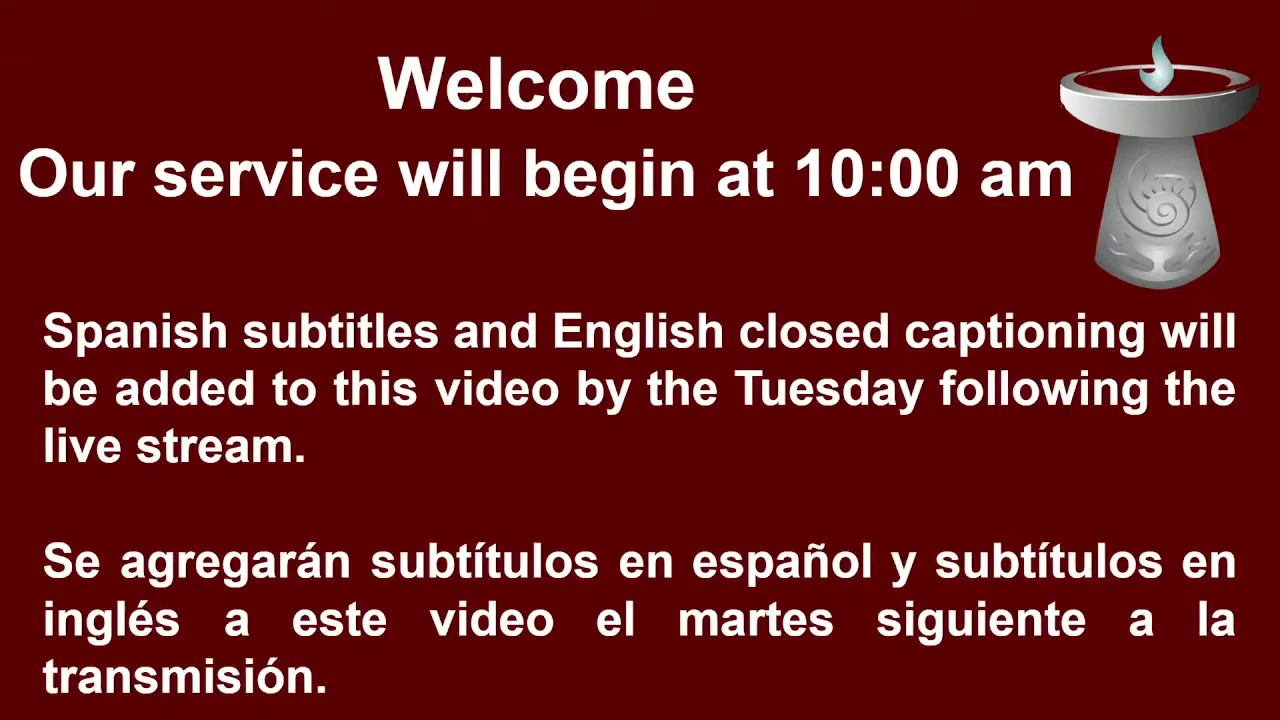 Welcome
Our service will begin at 10:00 am
Spanish subtitles and English closed captioning will
be added to this video by the Tuesday following the
live stream.
Se agregarán subtítulos en español y subtítulos en
inglés a este video el martes siguiente a la
transmisión.